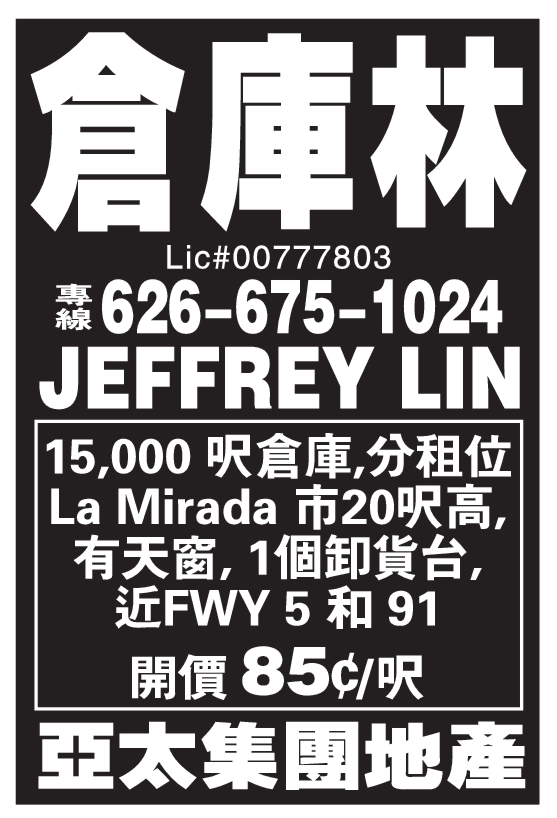 倉庫林
Lic#00777803
專線 626-675-1024
JEFFREY LIN
15,000 呎倉庫,分租位
La Mirada 市20呎高,
有天窗, 1個卸貨台,
近FWY 5 和 91
開價 85¢/呎
亞太集團地產